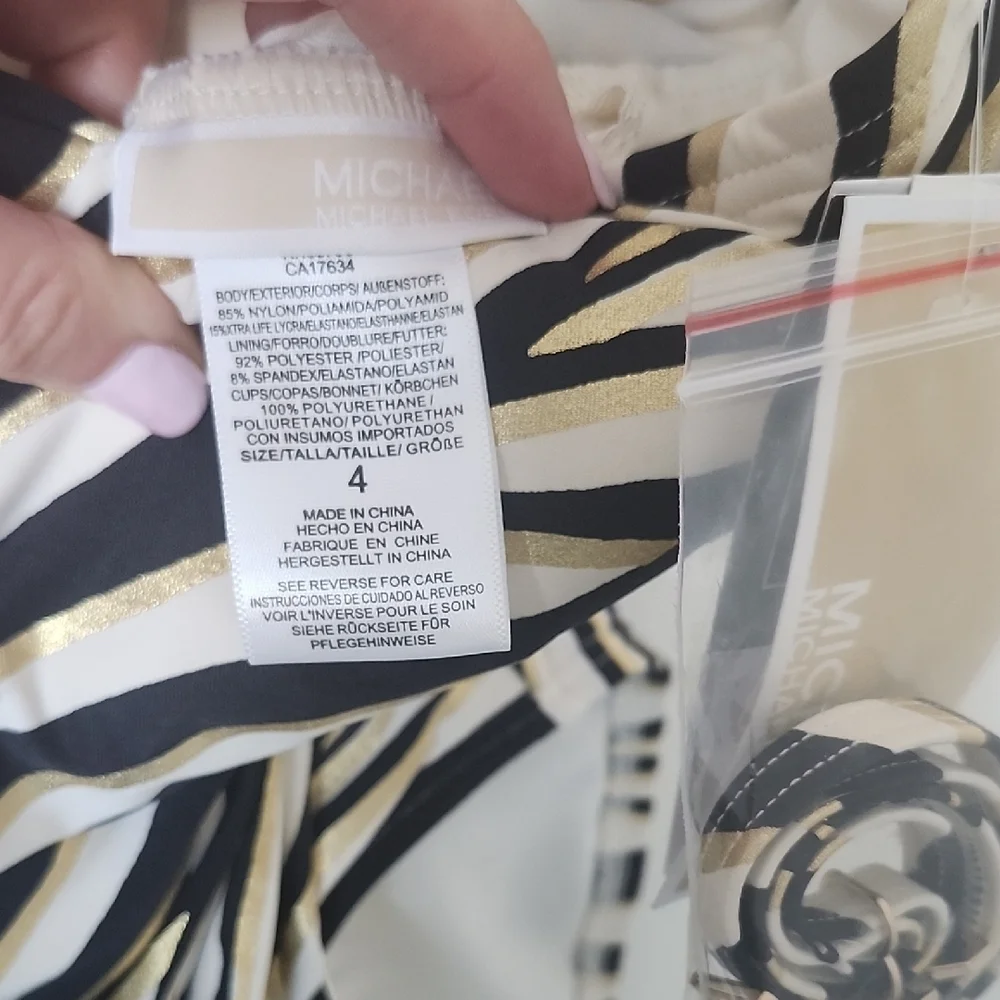 MICHAE
MICHAEL
CA17634
BODY/EXTERIOR/CORPS/ AUßENSTOFF:
85% NYLON/POLIAMIDA/POLYAMID
15%XTRA LIFE LYCRA/ELASTANO/ELASTHANNE/ELASTAN
LINING/FORRO/DOUBLURE/FUTTER:
92% POLYESTER /POLIESTER/
8% SPANDEX/ELASTANO/ELASTAN
CUPS/COPAS/BONNET/ KÖRBCHEN
100% POLYURETHANE /
POLIURETANO/ POLYURETHAN
CON INSUMOS IMPORTADOS
SIZE/TALLA/TAILLE/ GRÖßE
4
MADE IN CHINA
HECHO EN CHINA
FABRIQUE EN CHINE
HERGESTELLT IN CHINA
SEE REVERSE FOR CARE
INSTRUCCIONES DE CUIDADO AL REVERSO
VOIR L'INVERSE POUR LE SOIN
SIEHE RÜCKSEITE FÜR
PFLEGEHINWEISE
MIC
MICHA